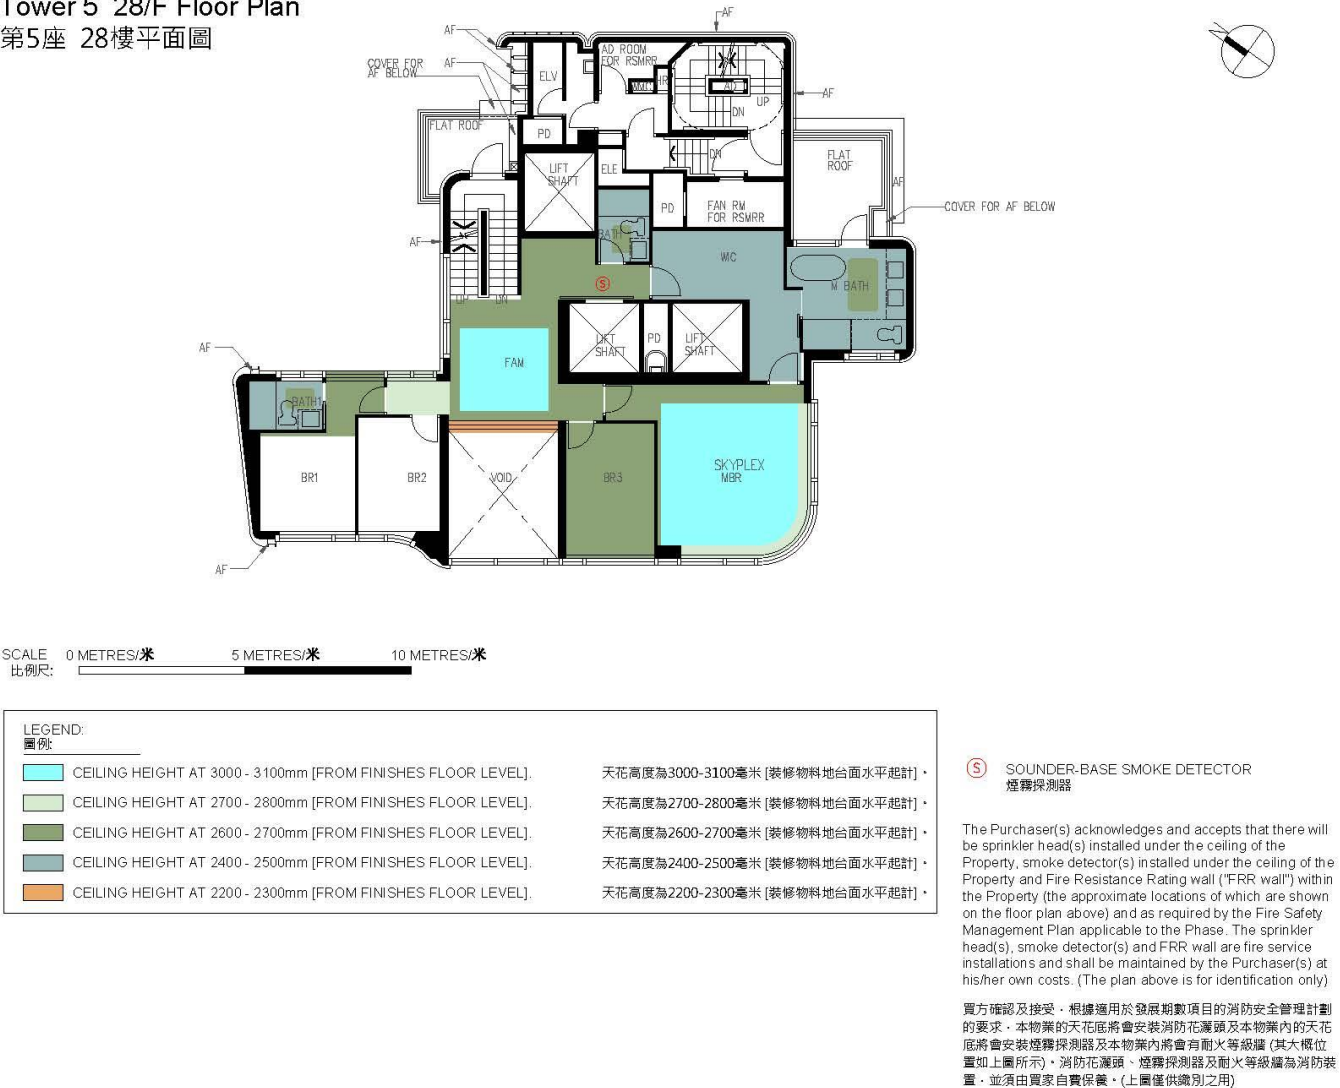 Tower 5 28/F Floor Plan
第5座 28樓平面圖
AF
AF
COVER FOR
AF BELOW
AF
ELV
AD ROOM
FOR RSMRR
HR
AD
UP
DN
AF
FLAT ROOF
PD
LIFT
SHAFT
ELE
DN
FLAT
ROOF
AF
PD
FAN RM
FOR RSMRR
COVER FOR AF BELOW
AF
BATH
WIC
M BATH
UP
DN
S
LIFT
SHAFT
PD
LIFT
SHAFT
AF
FAM
BATH1
BR1
BR2
VOID
BR3
SKYPLEX
MBR
AF
SCALE 0 METRES/米 5 METRES/米 10 METRES/米
比例尺:
LEGEND:
圖例:
CEILING HEIGHT AT 3000 - 3100mm [FROM FINISHES FLOOR LEVEL]. 天花高度為3000-3100毫米 [裝修物料地台面水平起計]。
CEILING HEIGHT AT 2700 - 2800mm [FROM FINISHES FLOOR LEVEL]. 天花高度為2700-2800毫米 [裝修物料地台面水平起計]。
CEILING HEIGHT AT 2600 - 2700mm [FROM FINISHES FLOOR LEVEL]. 天花高度為2600-2700毫米 [裝修物料地台面水平起計]。
CEILING HEIGHT AT 2400 - 2500mm [FROM FINISHES FLOOR LEVEL]. 天花高度為2400-2500毫米 [裝修物料地台面水平起計]。
CEILING HEIGHT AT 2200 - 2300mm [FROM FINISHES FLOOR LEVEL]. 天花高度為2200-2300毫米 [裝修物料地台面水平起計]。
S SOUNDER-BASE SMOKE DETECTOR
煙霧探測器
The Purchaser(s) acknowledges and accepts that there will
be sprinkler head(s) installed under the ceiling of the
Property, smoke detector(s) installed under the ceiling of the
Property and Fire Resistance Rating wall ("FRR wall") within
the Property (the approximate locations of which are shown
on the floor plan above) and as required by the Fire Safety
Management Plan applicable to the Phase. The sprinkler
head(s), smoke detector(s) and FRR wall are fire service
installations and shall be maintained by the Purchaser(s) at
his/her own costs. (The plan above is for identification only)
買方確認及接受，根據適用於發展期數項目的消防安全管理計劃
的要求，本物業的天花底將會安裝消防花灑頭及本物業內的天花
底將會安裝煙霧探測器及本物業內將會有耐火等級牆 (其大概位
置如上圖所示)。消防花灑頭、煙霧探測器及耐火等級牆為消防裝
置，並須由買家自費保養。(上圖僅供識別之用)